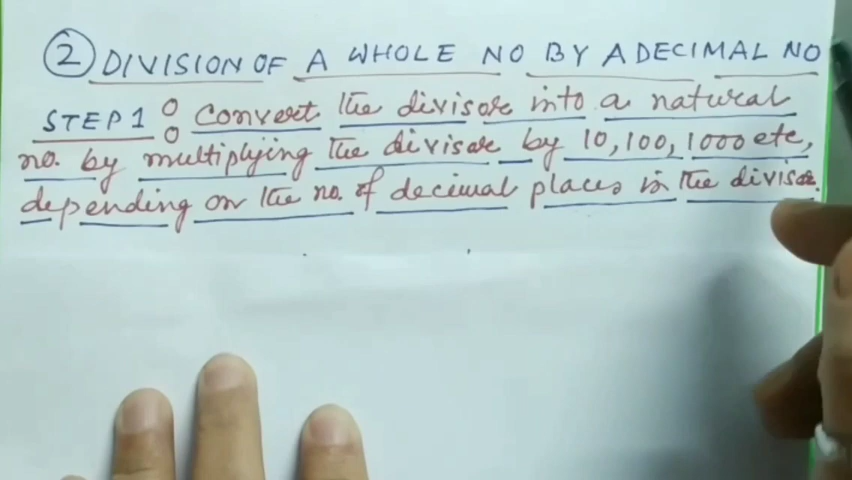 ② DIVISION OF A WHOLE NO BY A DECIMAL NO
STEP 1 : Convert the divisor into a natural
no. by multiplying the divisor by 10, 100, 1000 etc,
depending on the no. of decimal places in the divisor.